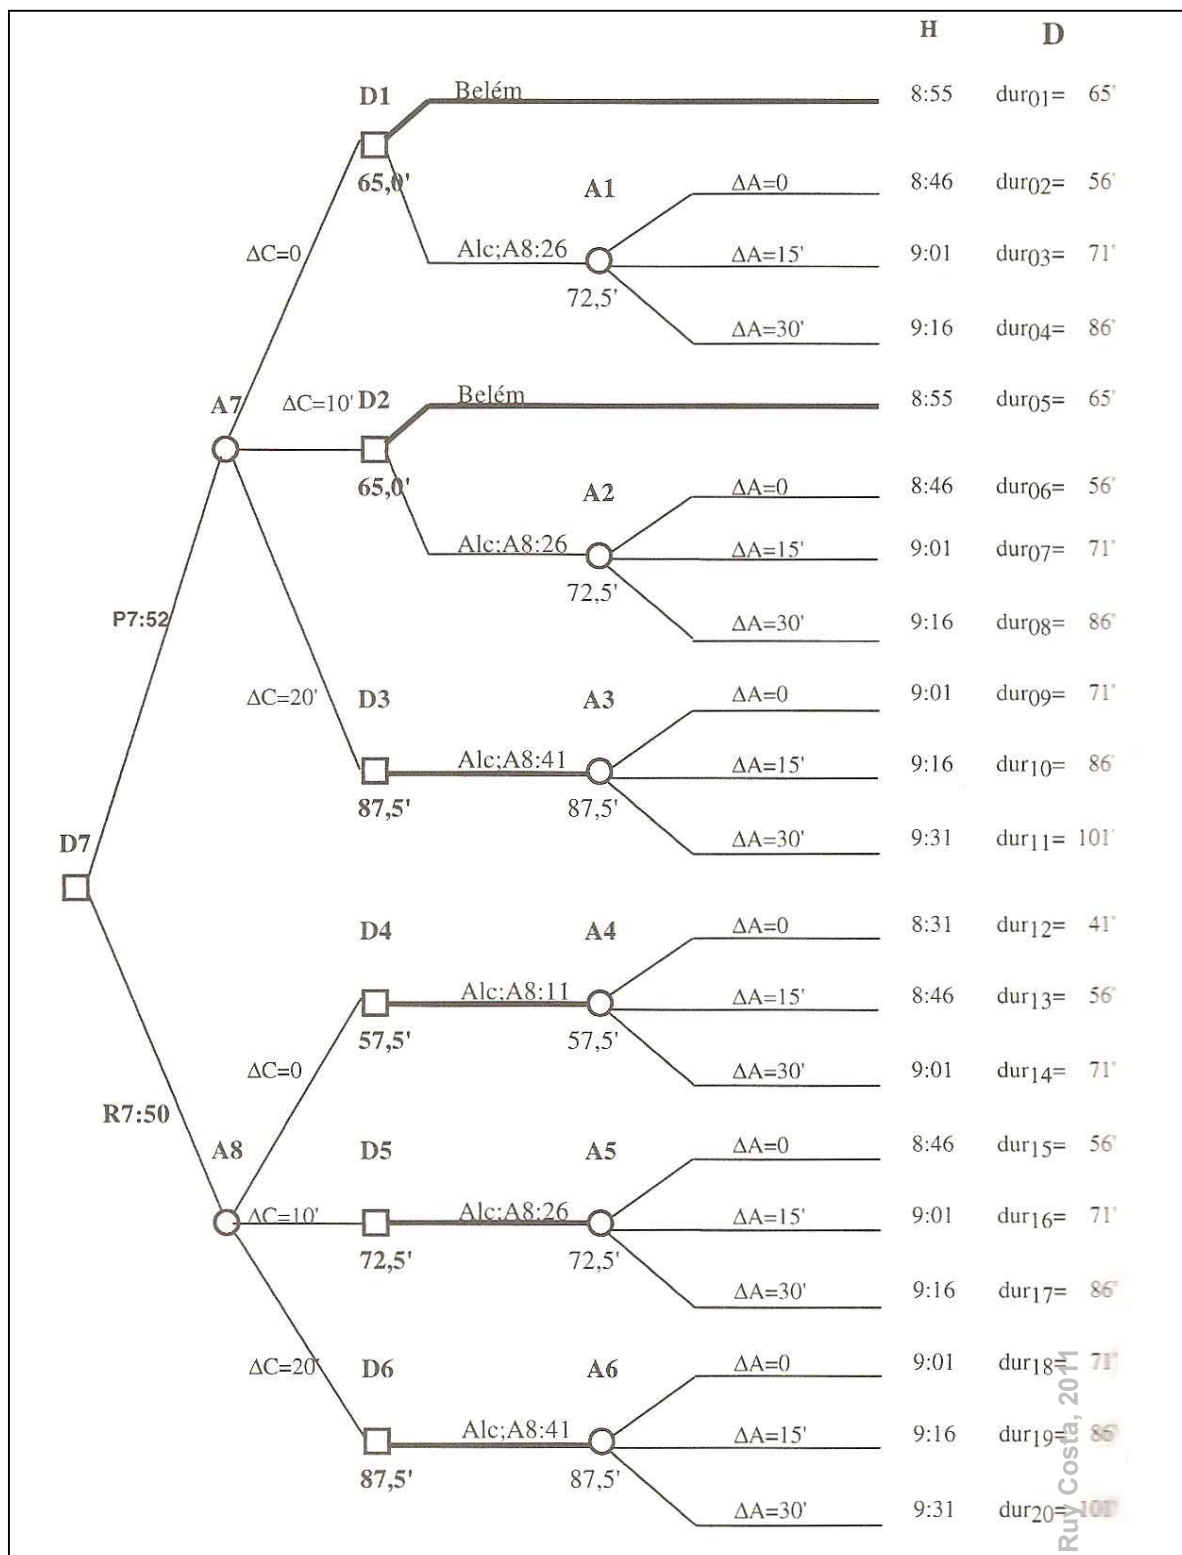 H D
D1 Belém 8:55 dur01= 65'
65,0' A1 ΔA=0 8:46 dur02= 56'
ΔC=0 Alc;A8:26 ΔA=15' 9:01 dur03= 71'
72,5'
ΔA=30' 9:16 dur04= 86'
A7 ΔC=10' D2 Belém 8:55 dur05= 65'
65,0' A2 ΔA=0 8:46 dur06= 56'
Alc;A8:26 ΔA=15' 9:01 dur07= 71'
72,5'
P7:52 ΔA=30' 9:16 dur08= 86'
ΔC=20' D3 A3 ΔA=0 9:01 dur09= 71'
Alc;A8:41 ΔA=15' 9:16 dur10= 86'
87,5' 87,5'
D7 ΔA=30' 9:31 dur11= 101'
D4 A4 ΔA=0 8:31 dur12= 41'
Alc;A8:11 ΔA=15' 8:46 dur13= 56'
57,5' 57,5'
ΔC=0 ΔA=30' 9:01 dur14= 71'
R7:50
A8 D5 A5 ΔA=0 8:46 dur15= 56'
ΔC=10' Alc;A8:26 ΔA=15' 9:01 dur16= 71'
72,5' 72,5'
ΔA=30' 9:16 dur17= 86'
ΔC=20' D6 A6 ΔA=0 9:01 dur18= 71'
Alc;A8:41 ΔA=15' 9:16 dur19= 86'
87,5' 87,5'
ΔA=30' 9:31 dur20= 101'
Ruy Costa, 2011